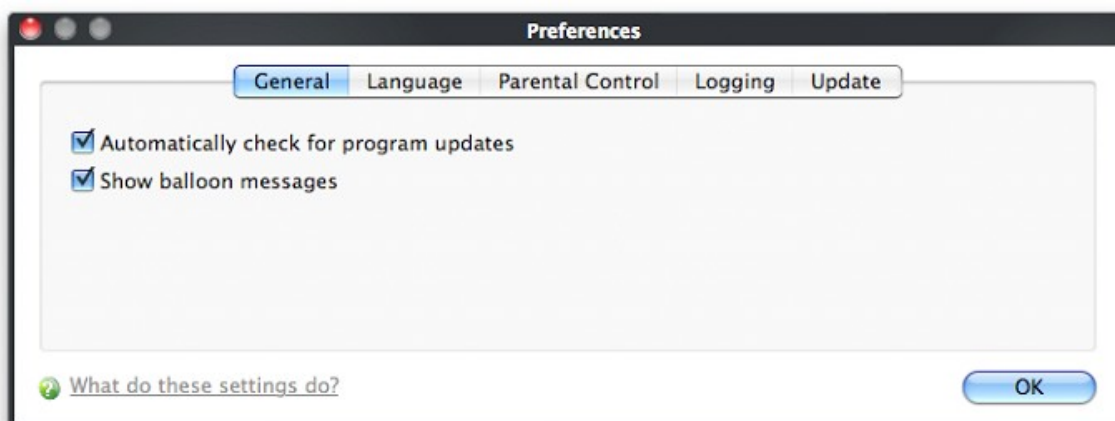 Preferences
General Language Parental Control Logging Update
Automatically check for program updates
Show balloon messages
What do these settings do? OK